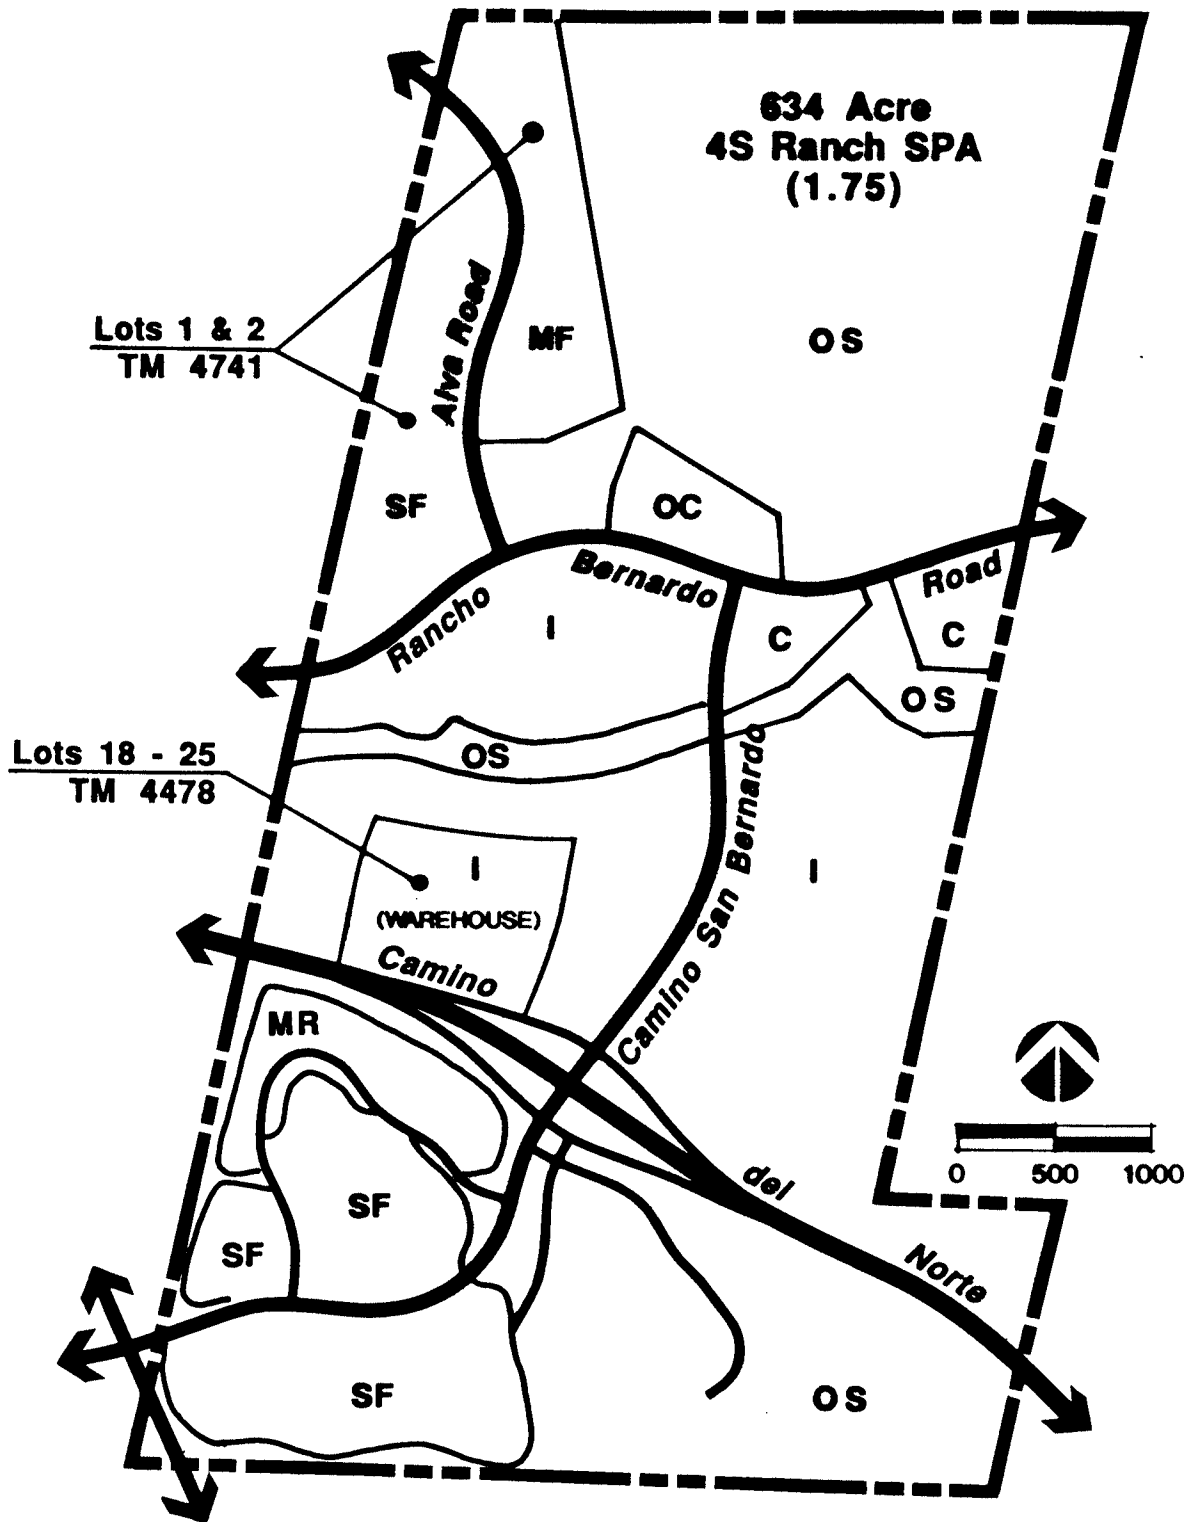 634 Acre
4S Ranch SPA
(1.75)
Lots 1 & 2
TM 4741
Alva Road
MF
OS
SF
OC
Rancho Bernardo Road
I
C
C
OS
OS
Lots 18 - 25
TM 4478
I
(WAREHOUSE)
Camino San Bernardo
I
Camino del Norte
MR
0 500 1000
SF
SF
SF
OS